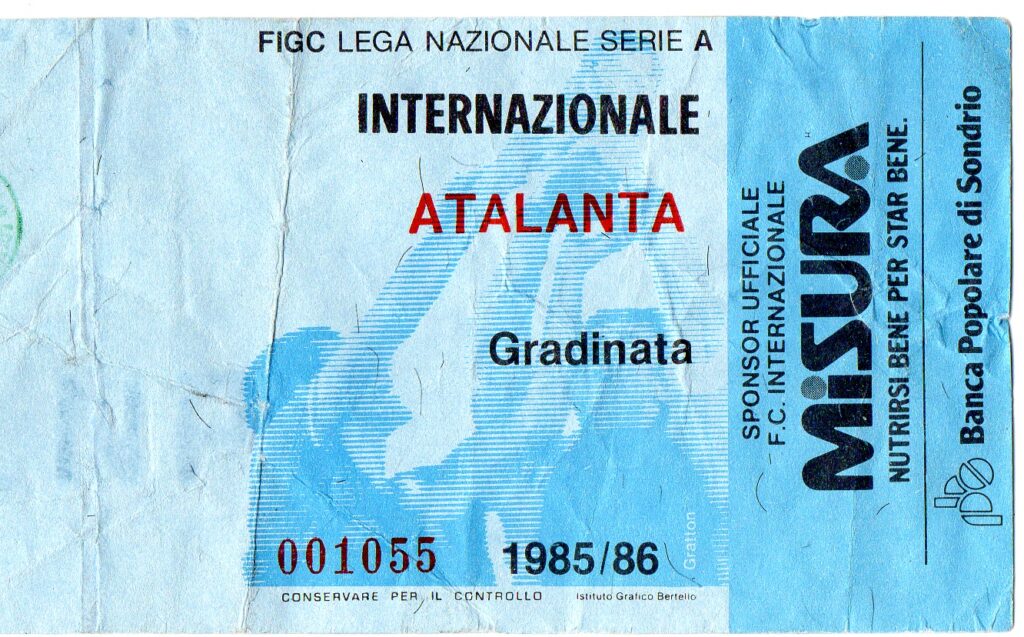 FIGC LEGA NAZIONALE SERIE A
INTERNAZIONALE
ATALANTA
Gradinata
001055
1985/86
Gratton
CONSERVARE PER IL CONTROLLO
Istituto Grafico Bertello
SPONSOR UFFICIALE
F.C. INTERNAZIONALE
MiSURA
NUTRIRSI BENE PER STAR BENE.
Banca Popolare di Sondrio